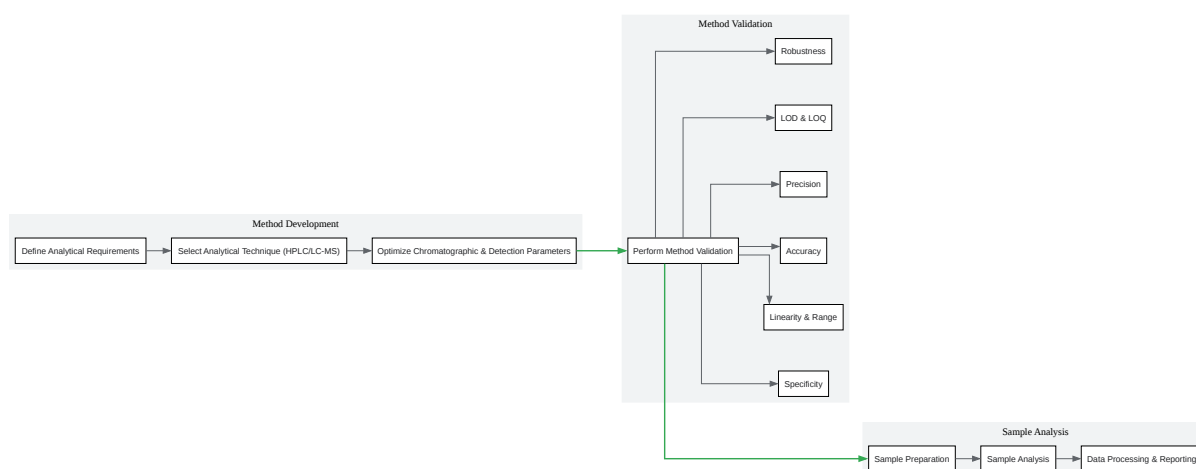 Method Development
Define Analytical Requirements
Select Analytical Technique (HPLC/LC-MS)
Optimize Chromatographic & Detection Parameters
Method Validation
Perform Method Validation
Robustness
LOD & LOQ
Precision
Accuracy
Linearity & Range
Specificity
Sample Analysis
Sample Preparation
Sample Analysis
Data Processing & Reporting